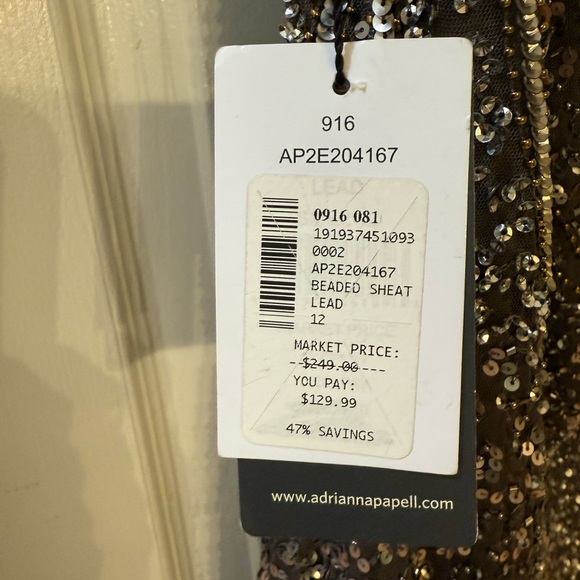 916
AP2E204167
0916 081
191937451093
0002
AP2E204167
BEADED SHEAT
LEAD
12
MARKET PRICE:
--$249.00---
YOU PAY:
$129.99
47% SAVINGS
www.adriannapapell.com